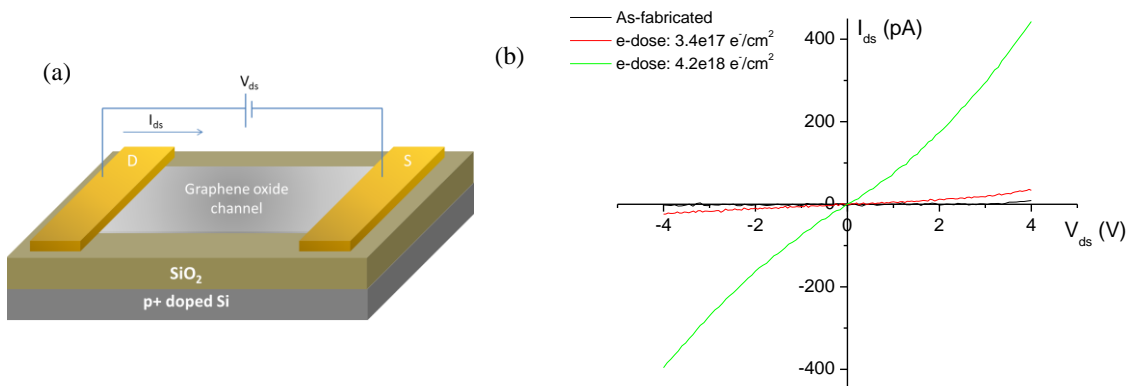 (a)
V_ds
I_ds
D
S
Graphene oxide
channel
SiO₂
p+ doped Si
(b)
As-fabricated
e-dose: 3.4e17 e⁻/cm²
e-dose: 4.2e18 e⁻/cm²
I_ds (pA)
400
200
0
-4
-2
0
2
4
V_ds (V)
-200
-400